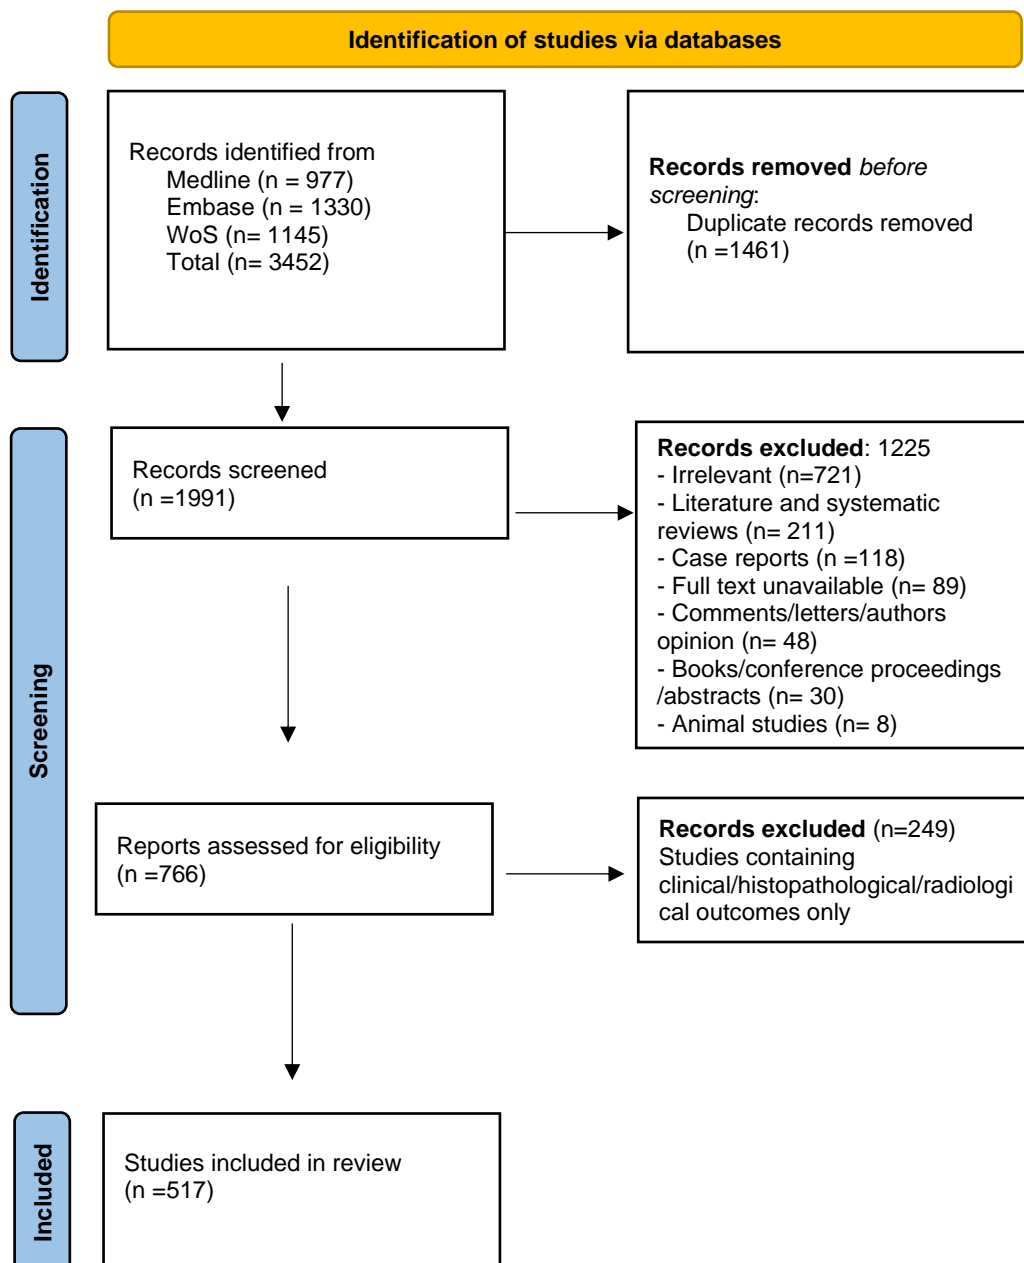 Identification of studies via databases
Identification
Records identified from
Medline (n = 977)
Embase (n = 1330)
WoS (n= 1145)
Total (n= 3452)
Records removed before
screening:
Duplicate records removed
(n =1461)
Screening
Records screened
(n =1991)
Records excluded: 1225
- Irrelevant (n=721)
- Literature and systematic
reviews (n= 211)
- Case reports (n =118)
- Full text unavailable (n= 89)
- Comments/letters/authors
opinion (n= 48)
- Books/conference proceedings
/abstracts (n= 30)
- Animal studies (n= 8)
Reports assessed for eligibility
(n =766)
Records excluded (n=249)
Studies containing
clinical/histopathological/radiologi
cal outcomes only
Included
Studies included in review
(n =517)